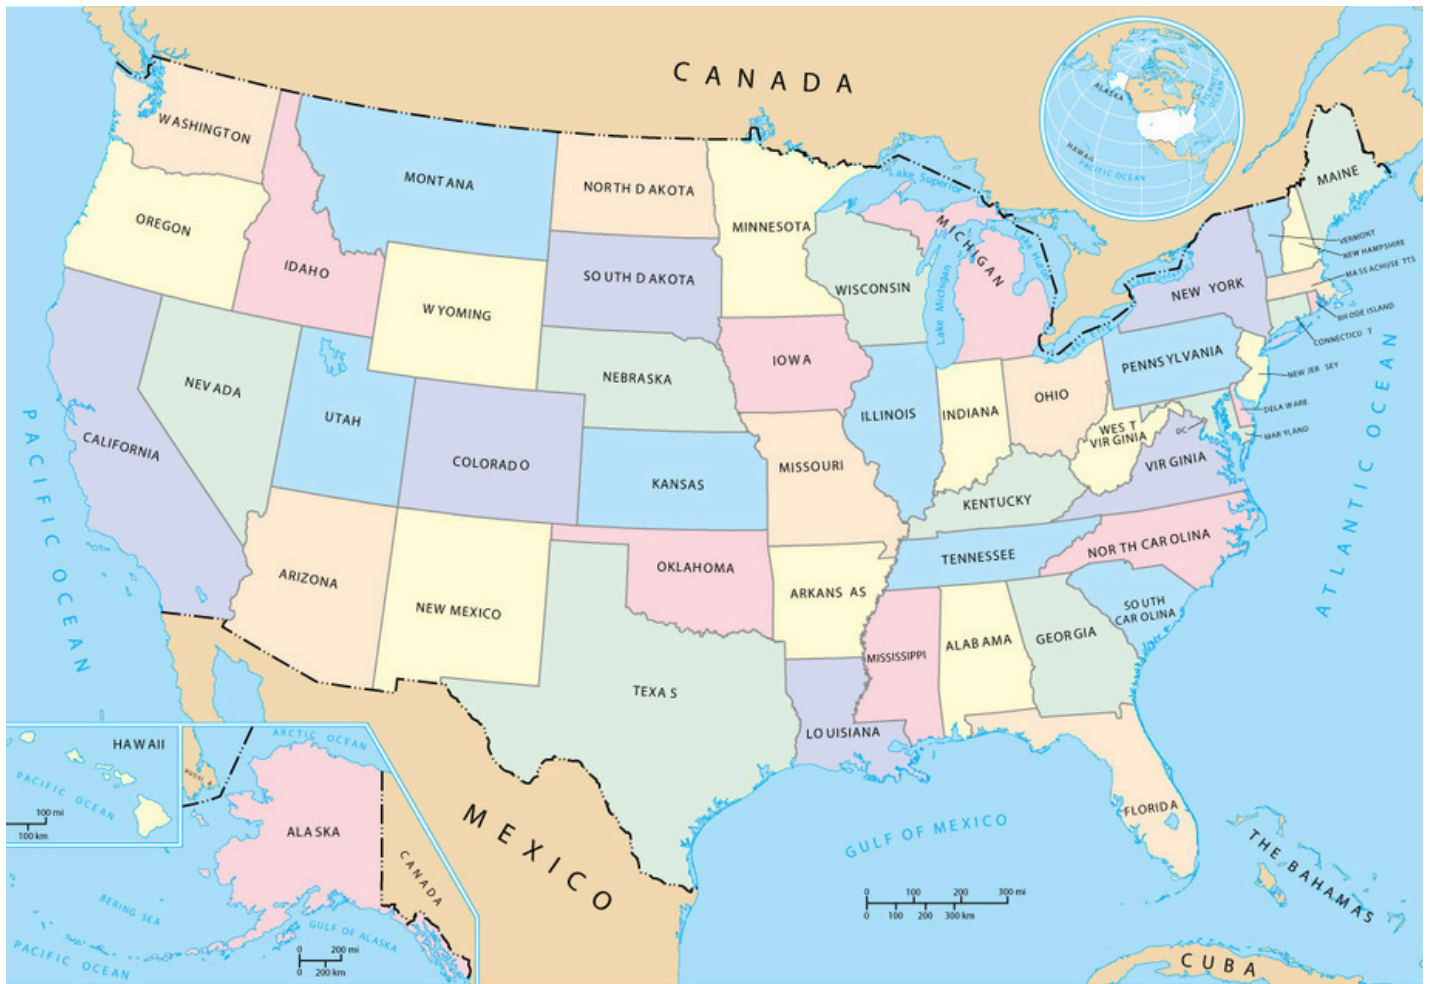 CANADA
ALASKA
ATLANTIC OCEAN
HAWAII
PACIFIC OCEAN
WASHINGTON
MONTANA
NORTH DAKOTA
MINNESOTA
Lake Superior
MICHIGAN
Lake Huron
Lake Michigan
MAINE
VERMONT
NEW HAMPSHIRE
MASSACHUSETTS
RHODE ISLAND
CONNECTICUT
OREGON
IDAHO
WYOMING
SOUTH DAKOTA
WISCONSIN
NEW YORK
PENNSYLVANIA
NEW JERSEY
DELAWARE
MARYLAND
DC
NEVADA
UTAH
COLORADO
NEBRASKA
IOWA
ILLINOIS
INDIANA
OHIO
WEST
VIRGINIA
VIRGINIA
CALIFORNIA
KANSAS
MISSOURI
KENTUCKY
ARIZONA
NEW MEXICO
OKLAHOMA
ARKANSAS
TENNESSEE
NORTH CAROLINA
SOUTH
CAROLINA
TEXAS
LOUISIANA
MISSISSIPPI
ALABAMA
GEORGIA
FLORIDA
PACIFIC OCEAN
ATLANTIC OCEAN
GULF OF MEXICO
MEXICO
THE BAHAMAS
CUBA
0 100 200 300 mi
0 100 200 300 km
HAWAII
PACIFIC OCEAN
100 mi
100 km
ARCTIC OCEAN
ALASKA
CANADA
BERING SEA
GULF OF ALASKA
PACIFIC OCEAN
0 200 mi
0 200 km